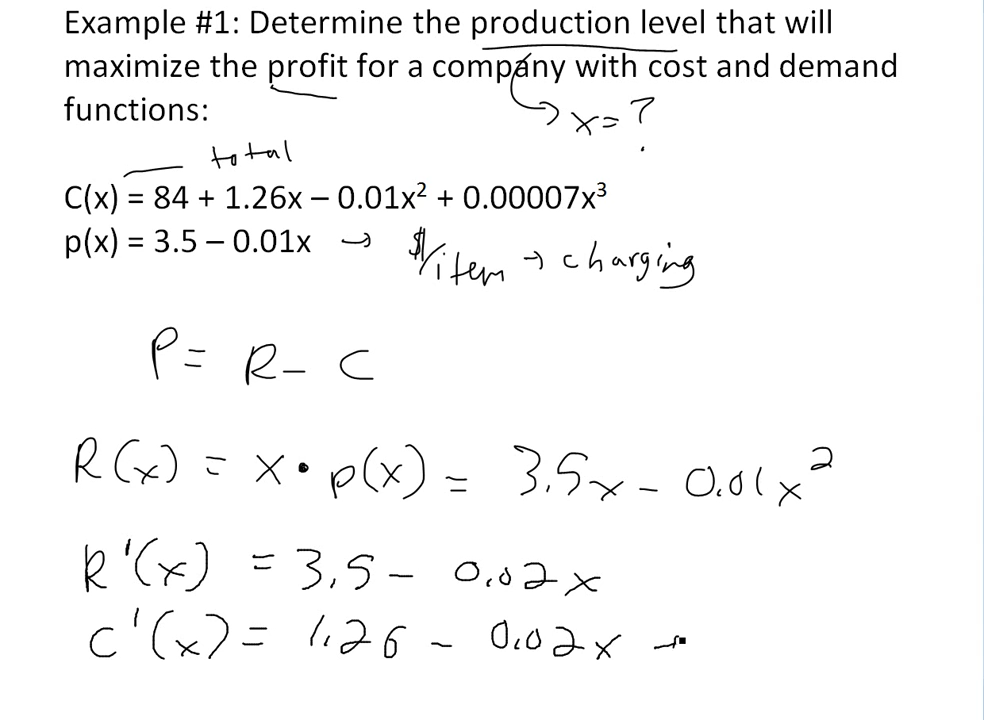 Example #1: Determine the production level that will
maximize the profit for a company with cost and demand
functions:
x = ?
total
C(x) = 84 + 1.26x – 0.01x² + 0.00007x³
p(x) = 3.5 – 0.01x → $/item → charging
P = R - C
R(x) = x • p(x) = 3.5x - 0.01x²
R'(x) = 3.5 - 0.02x
C'(x) = 1.26 - 0.02x +